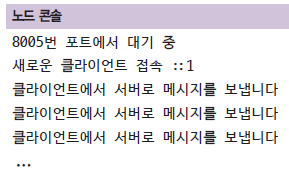 노드 콘솔
8005번 포트에서 대기 중
새로운 클라이언트 접속 ::1
클라이언트에서 서버로 메시지를 보냅니다
클라이언트에서 서버로 메시지를 보냅니다
클라이언트에서 서버로 메시지를 보냅니다
...